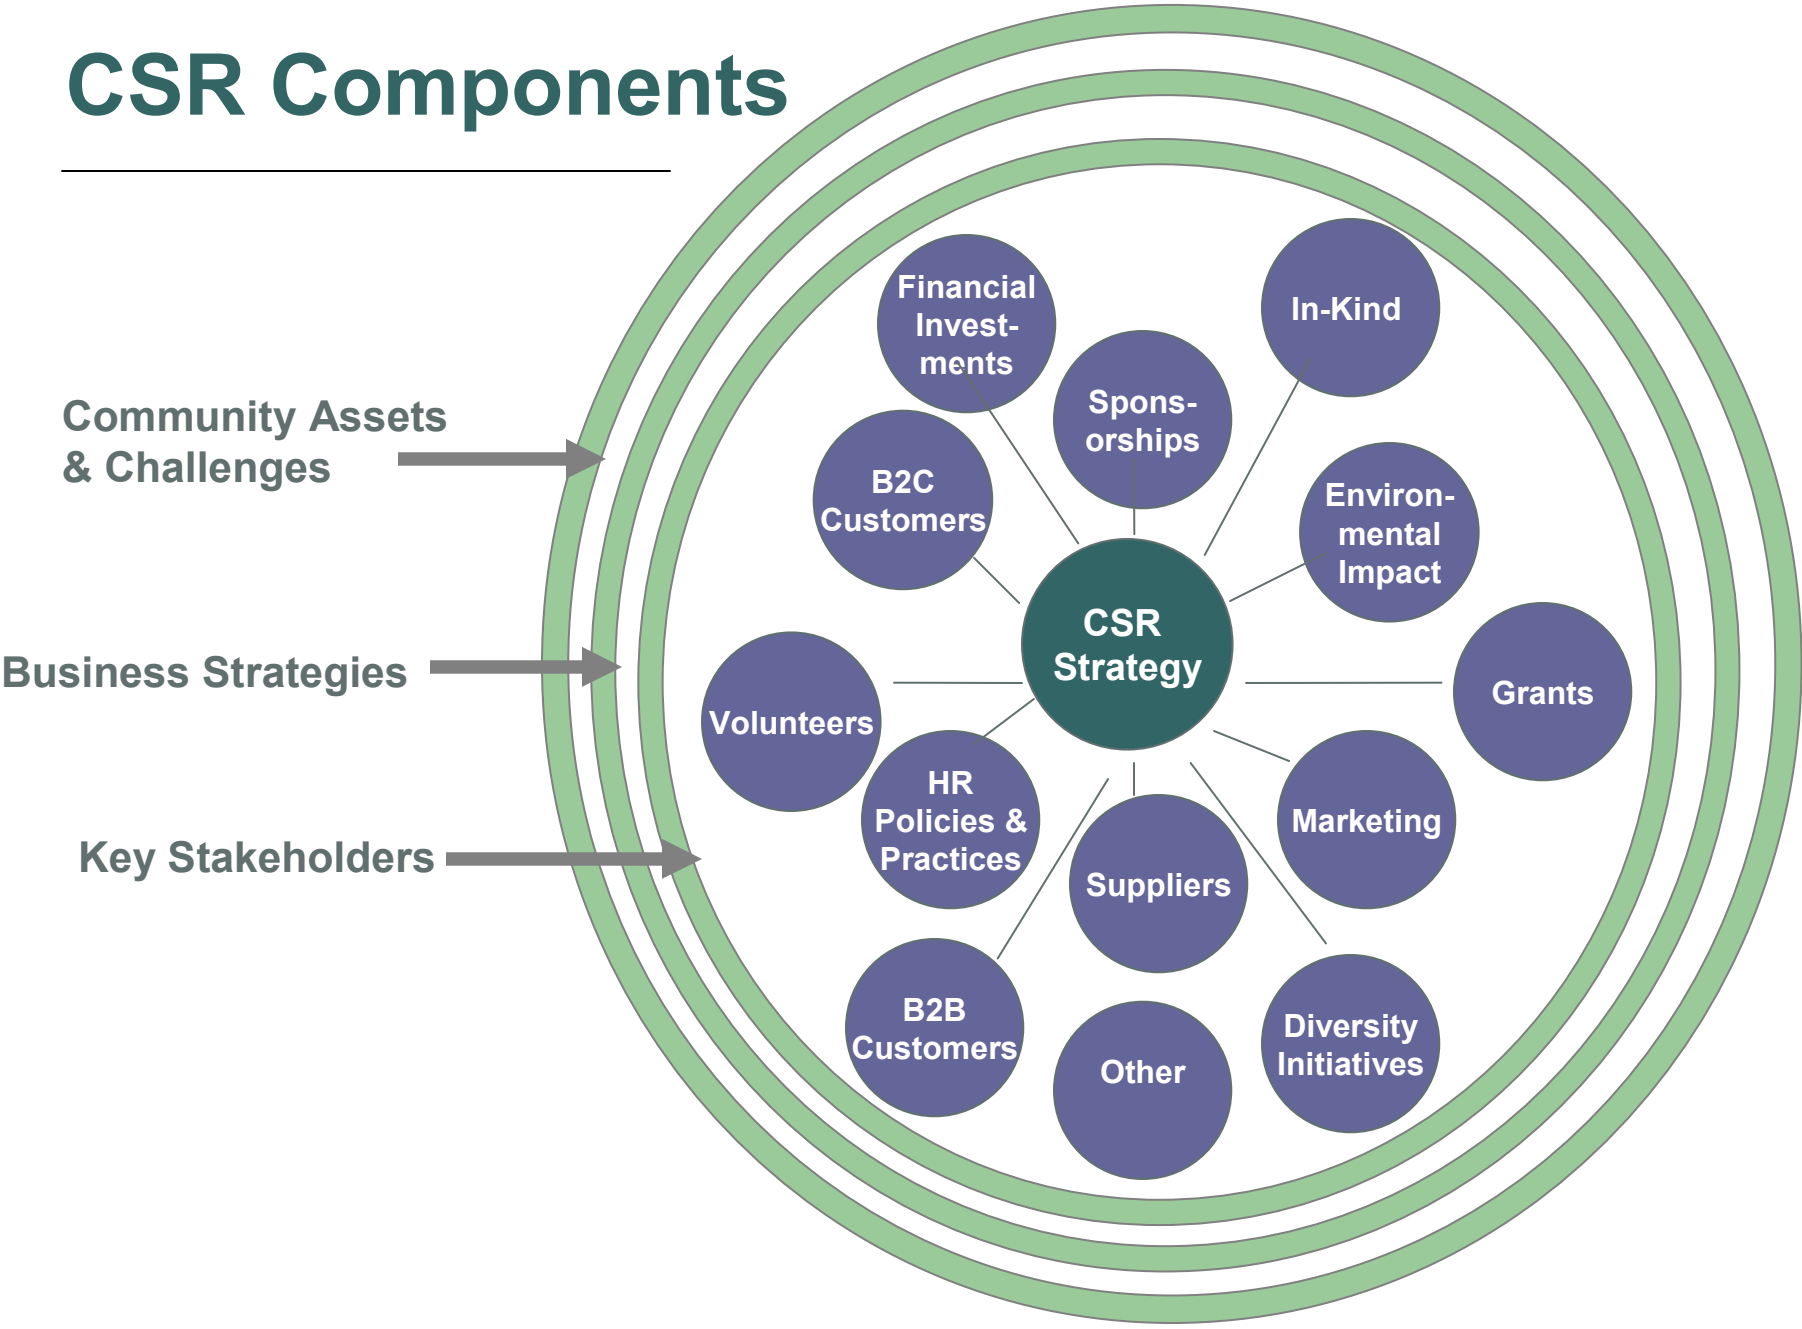 CSR Components
Community Assets
& Challenges
Business Strategies
Key Stakeholders
Financial
Invest-
ments
In-Kind
Spons-
orships
B2C
Customers
Environ-
mental
Impact
CSR
Strategy
Grants
Volunteers
HR
Policies &
Practices
Marketing
Suppliers
B2B
Customers
Other
Diversity
Initiatives